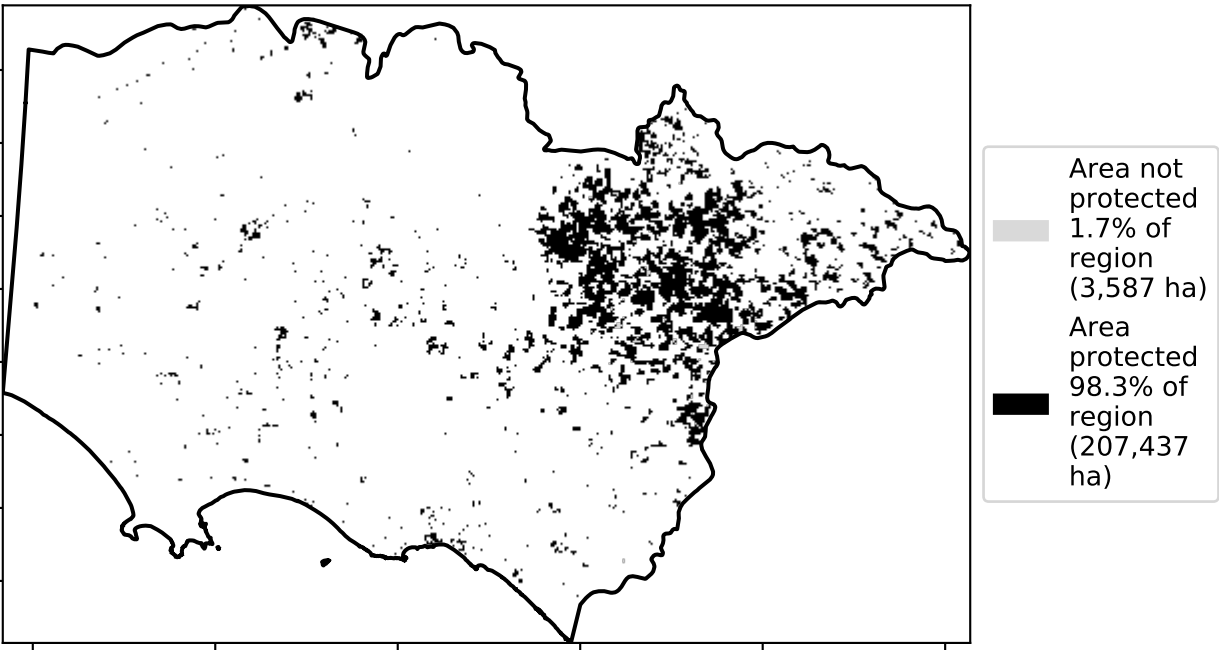 Area not
protected
1.7% of
region
(3,587 ha)
Area
protected
98.3% of
region
(207,437
ha)